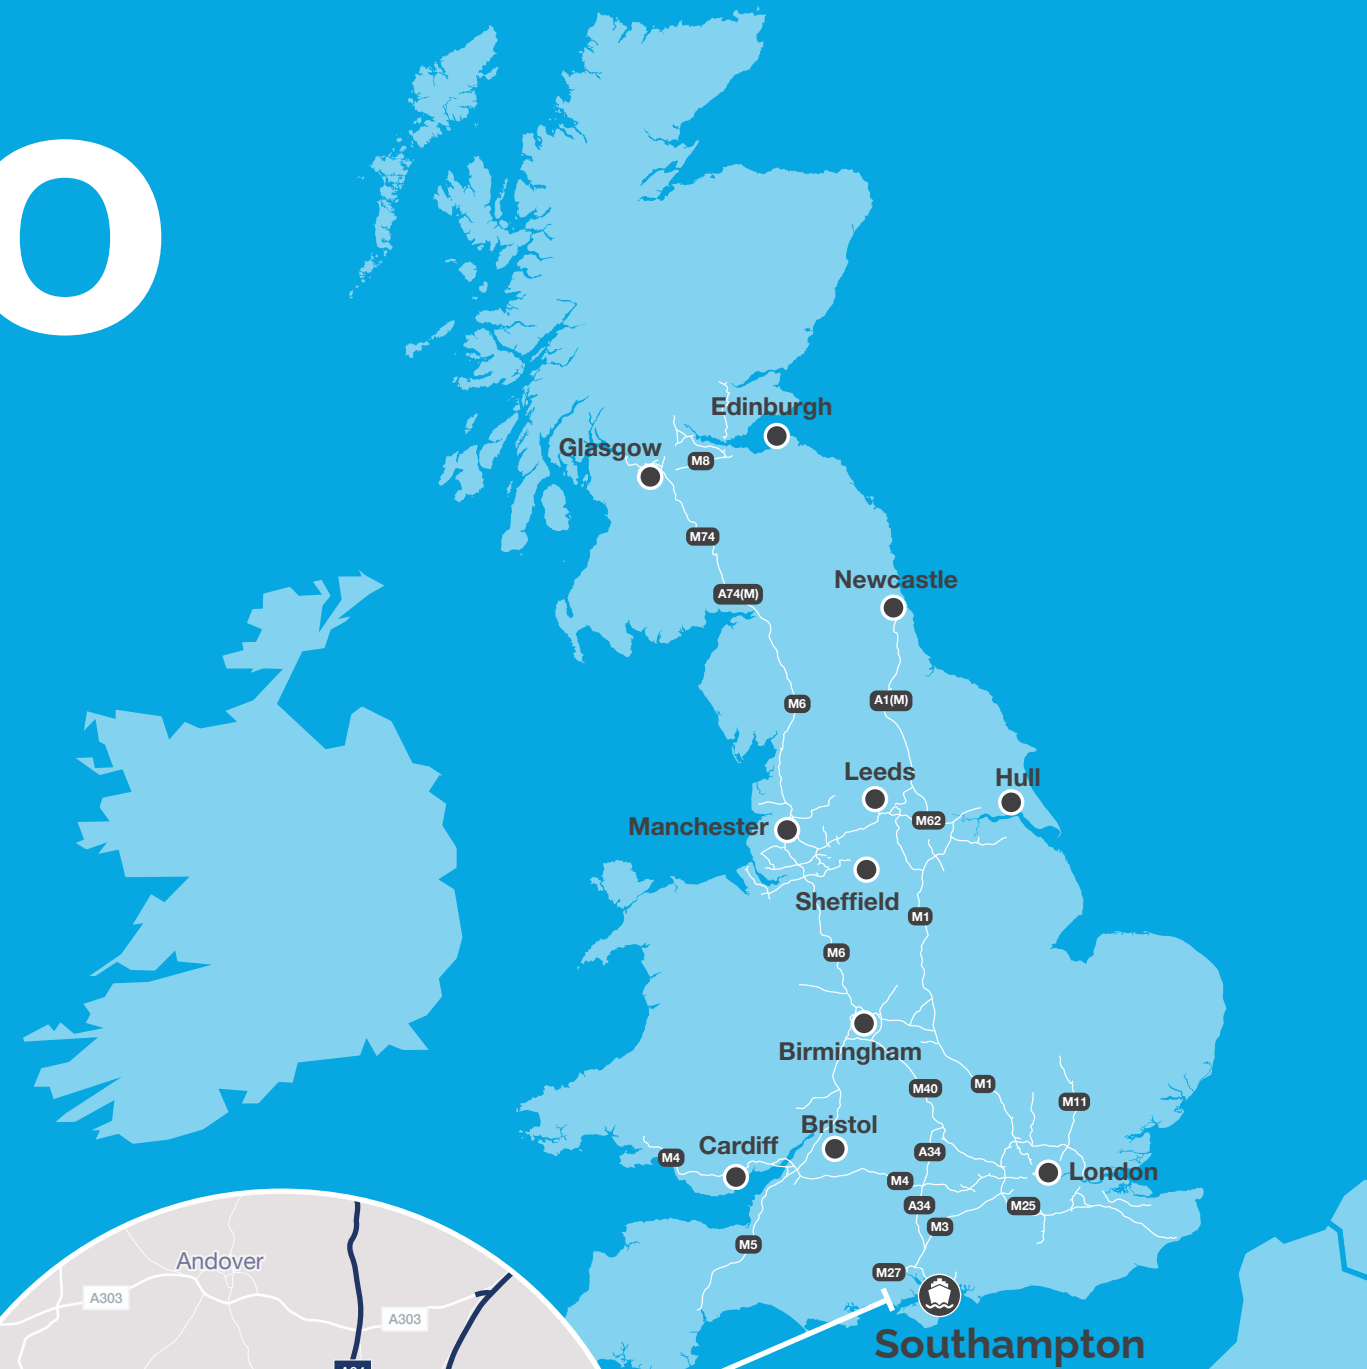 O
Edinburgh
Glasgow
M8
M74
Newcastle
A74(M)
M6
A1(M)
Leeds
Hull
Manchester
M62
Sheffield
M1
M6
Birmingham
M40
M1
M11
Bristol
Cardiff
A34
M4
London
M4
A34
M25
M3
M5
M27
Southampton
Andover
A303
A303